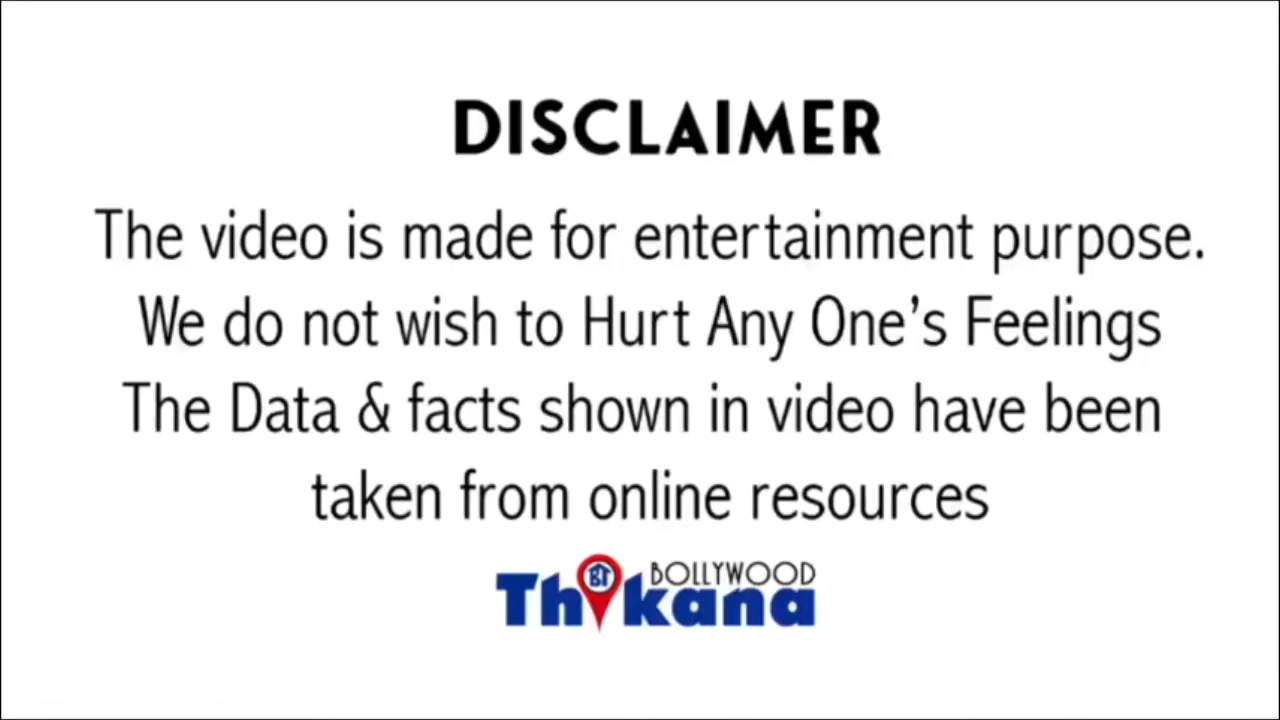 DISCLAIMER
The video is made for entertainment purpose.
We do not wish to Hurt Any One’s Feelings
The Data & facts shown in video have been
taken from online resources
BOLLYWOOD
BT
Thikana